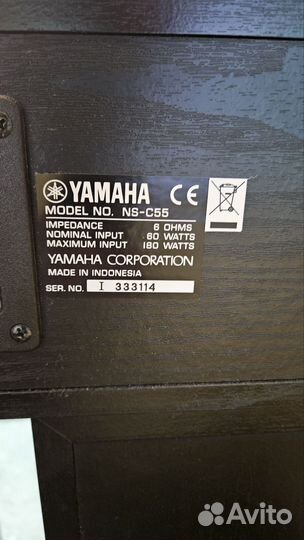 YAMAHA CE
MODEL NO. NS-C55
IMPEDANCE 6 OHMS
NOMINAL INPUT 60 WATTS
MAXIMUM INPUT 180 WATTS
YAMAHA CORPORATION
MADE IN INDONESIA
SER. NO. I 333114
Avito